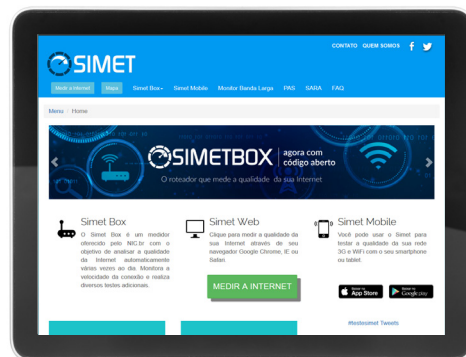 CONTATO QUEM SOMOS
SIMET
Medir a Internet Mapa Simet Box Simet Mobile Monitor Banda Larga PAS SARA FAQ
Menu / Home
SIMETBOX agora com
código aberto
O roteador que mede a qualidade da sua Internet
Simet Box
O Simet Box é um medidor
oferecido pelo NIC.br com o
objetivo de analisar a qualidade
da Internet automaticamente
várias vezes ao dia. Monitora a
velocidade da conexão e realiza
diversos testes adicionais.
Simet Web
Clique para medir a qualidade da
sua Internet através de seu
navegador Google Chrome, IE ou
Safari.
MEDIR A INTERNET
Simet Mobile
Você pode usar o Simet para
testar a qualidade da sua rede
3G e WiFi com o seu smartphone
ou tablet.
App Store
Google play
#testesimet Tweets